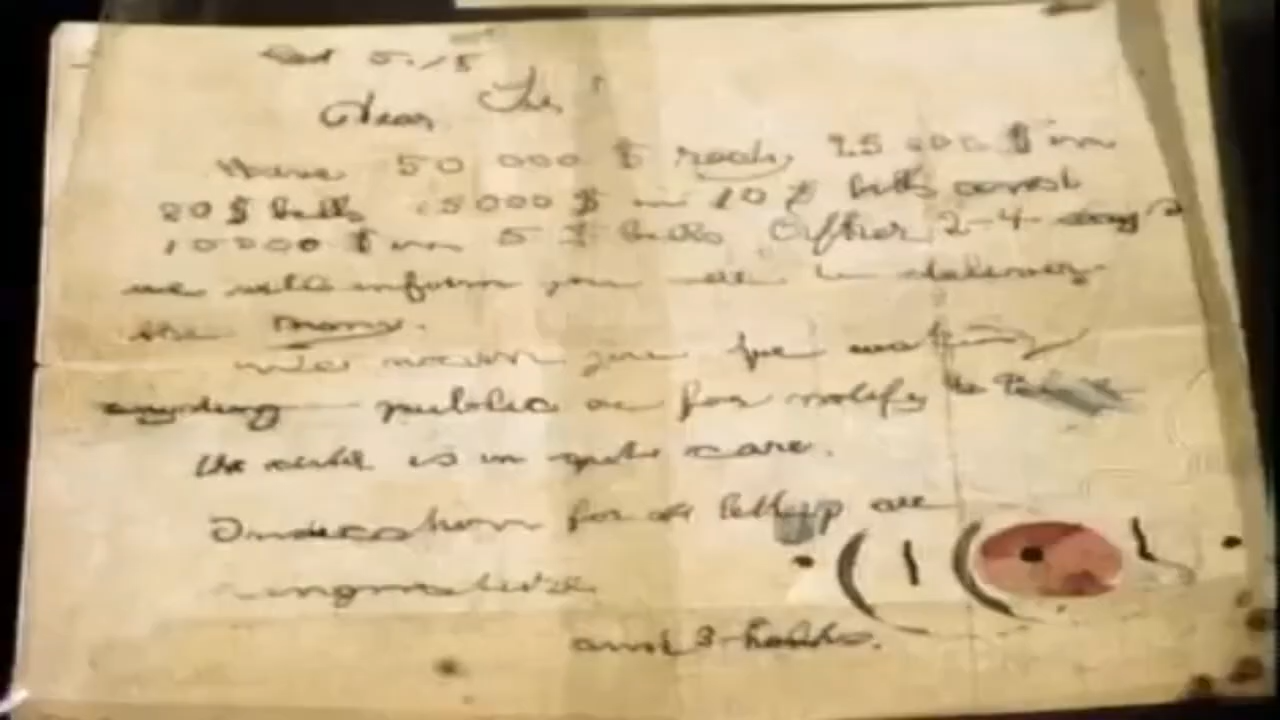 Dear Sir!
Have 50 000 $ redy 25 000 $ in
20 $ bills 15000 $ in 10 $ bills and
10000 $ in 5 $ bills After 2-4 days
we will inform you were to deliver
the Mony.
We warn you for making
anyding public or for notify the
the child is in gut care.
Indication for all letters are
singnature
and 3 holds.